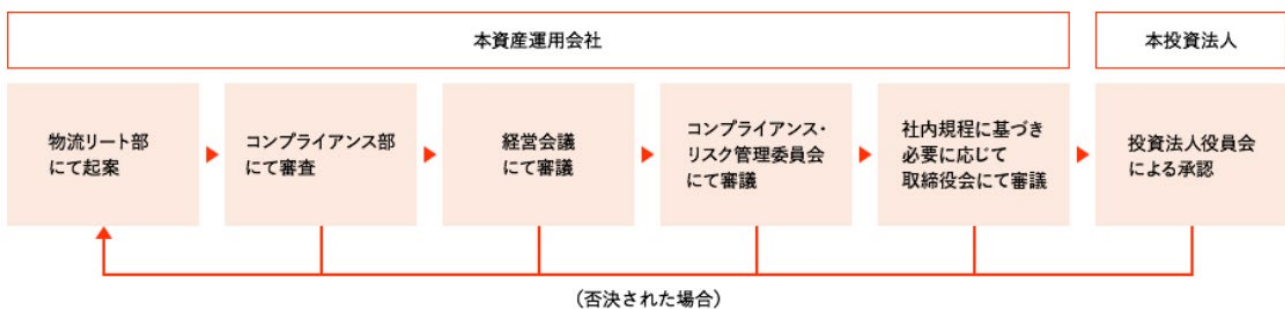 本資産運用会社
本投資法人
物流リート部
にて起案
コンプライアンス部
にて審査
経営会議
にて審議
コンプライアンス・
リスク管理委員会
にて審議
社内規程に基づき
必要に応じて
取締役会にて審議
投資法人役員会
による承認
（否決された場合）